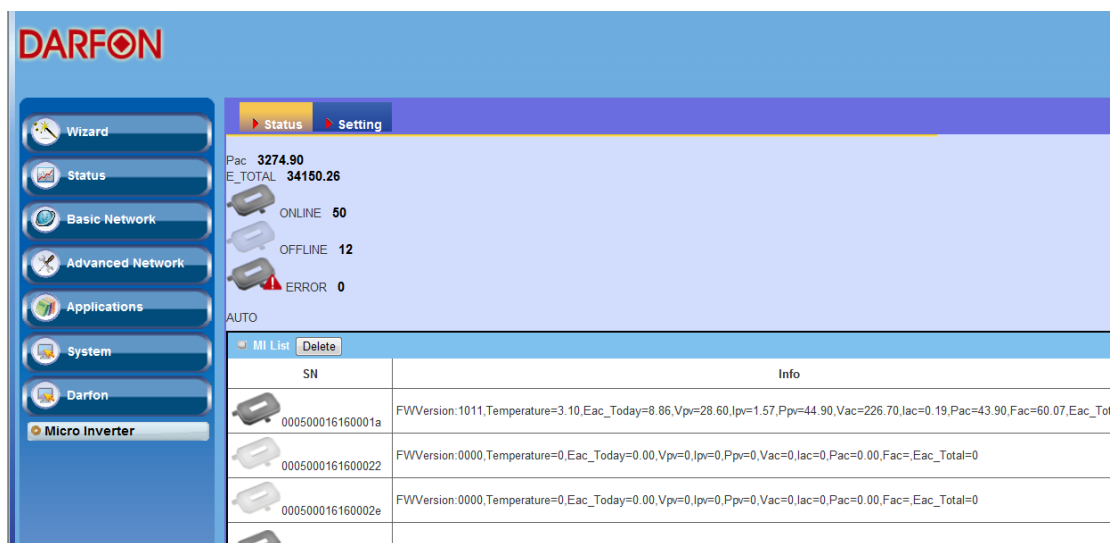 DARFON
Wizard
Status
Basic Network
Advanced Network
Applications
System
Darfon
Micro Inverter
Status
Setting
Pac 3274.90
E_TOTAL 34150.26
ONLINE 50
OFFLINE 12
ERROR 0
AUTO
MI List Delete
SN Info
000500016160001a FWVersion:1011,Temperature=3.10,Eac_Today=8.86,Vpv=28.60,Ipv=1.57,Ppv=44.90,Vac=226.70,Iac=0.19,Pac=43.90,Fac=60.07,Eac_Tot
0005000161600022 FWVersion:0000,Temperature=0,Eac_Today=0.00,Vpv=0,Ipv=0,Ppv=0,Vac=0,Iac=0,Pac=0.00,Fac=,Eac_Total=0
000500016160002e FWVersion:0000,Temperature=0,Eac_Today=0.00,Vpv=0,Ipv=0,Ppv=0,Vac=0,Iac=0,Pac=0.00,Fac=,Eac_Total=0